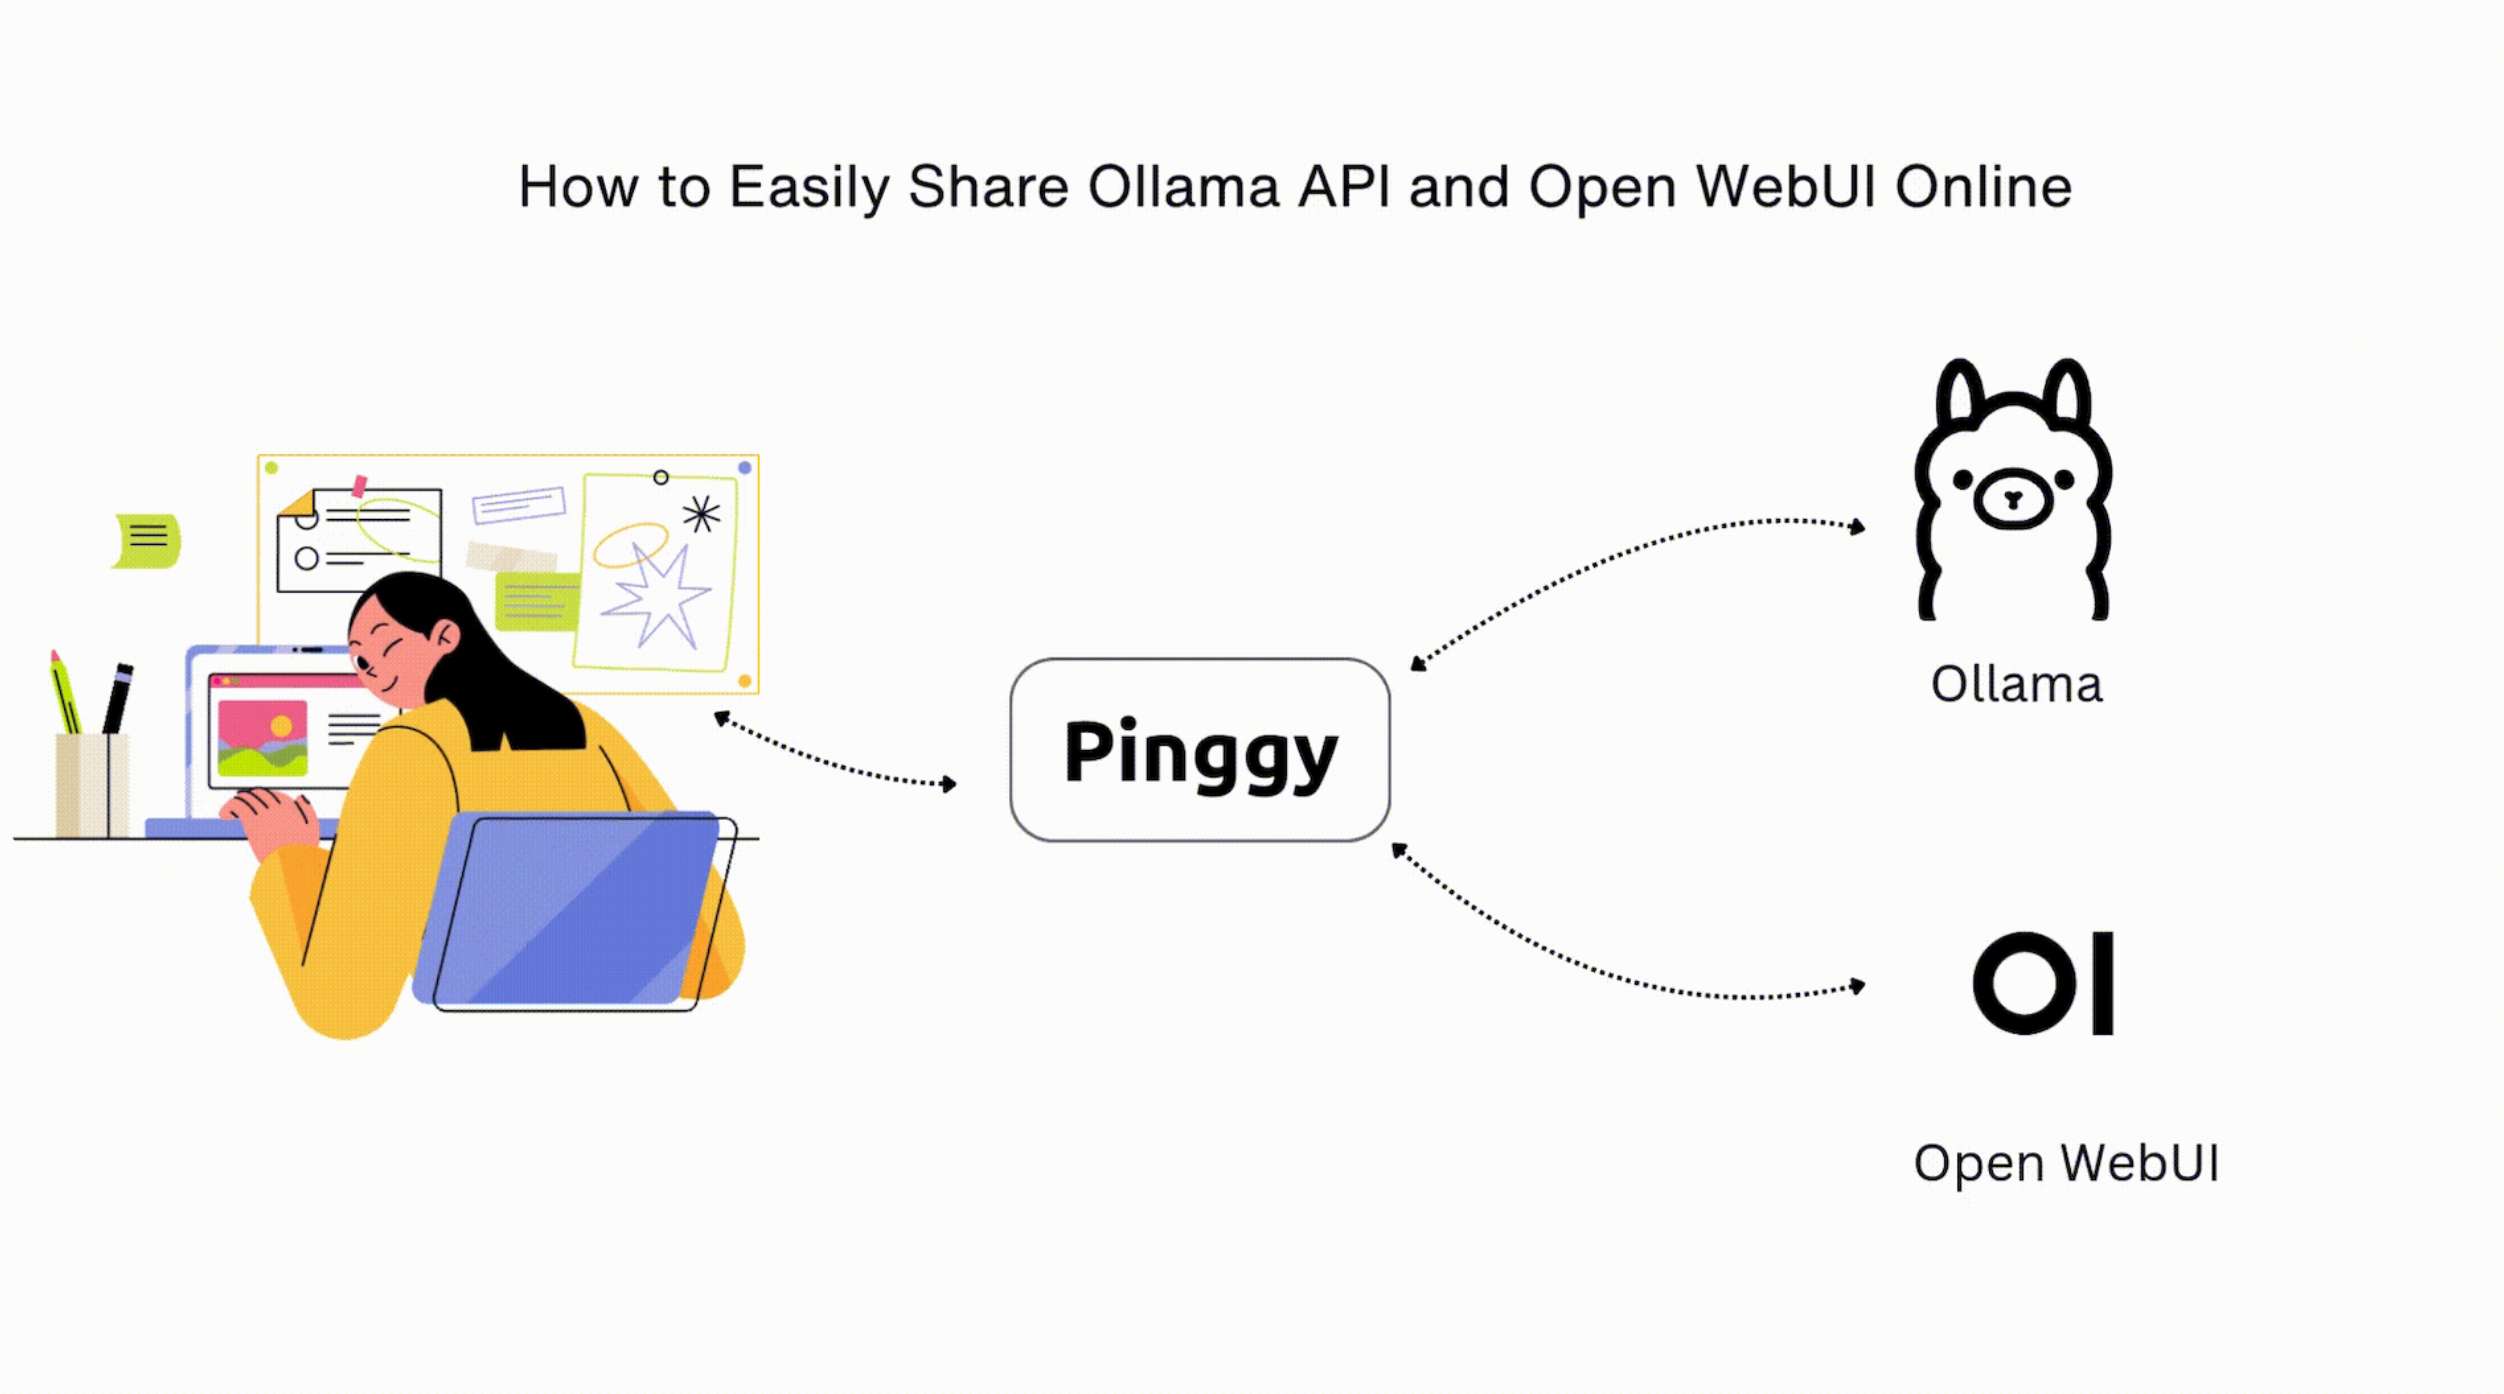 How to Easily Share Ollama API and Open WebUI Online
Ollama
Pinggy
OI
Open WebUI